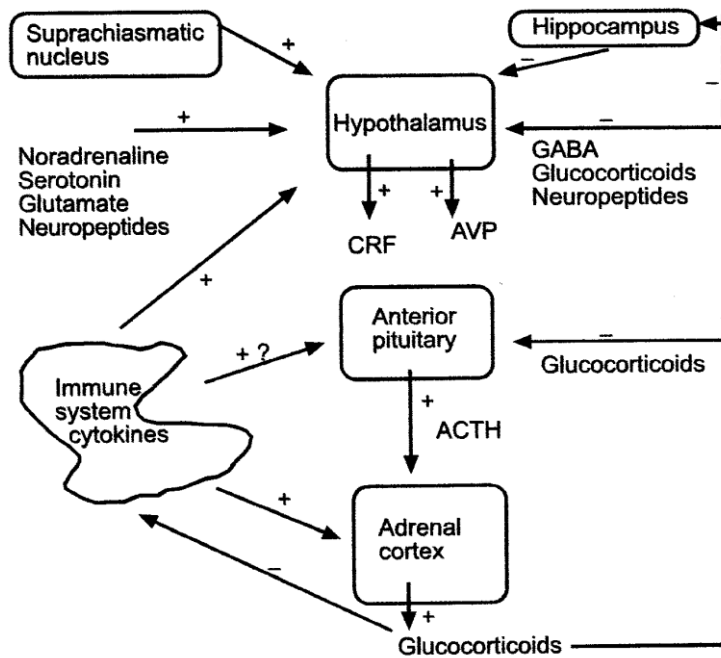 Suprachiasmatic
nucleus
+
Hippocampus
−
−
+
Hypothalamus
−
Noradrenaline
Serotonin
Glutamate
Neuropeptides
GABA
Glucocorticoids
Neuropeptides
+
+
CRF
AVP
+
Anterior
pituitary
+ ?
−
Glucocorticoids
Immune
system
cytokines
+
ACTH
+
Adrenal
cortex
−
+
Glucocorticoids